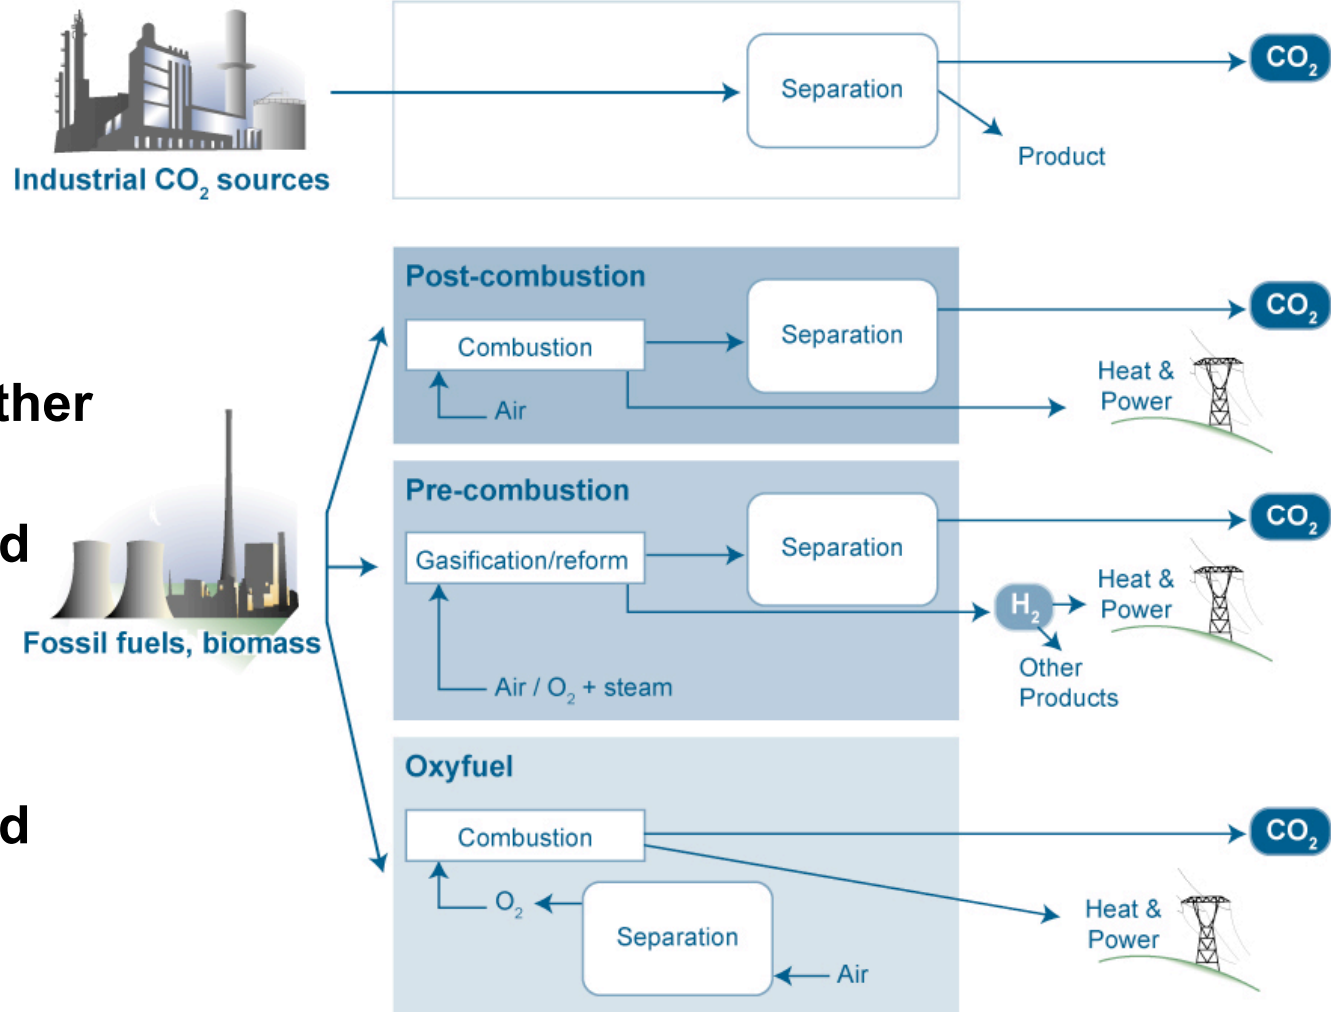 Separation
CO₂
Product
Industrial CO₂ sources
Post-combustion
Separation
CO₂
Combustion
Air
Heat &
Power
ther
Pre-combustion
Separation
CO₂
Gasification/reform
d
H₂
Heat &
Power
Fossil fuels, biomass
Other
Products
Air / O₂ + steam
Oxyfuel
Combustion
CO₂
d
O₂
Separation
Air
Heat &
Power